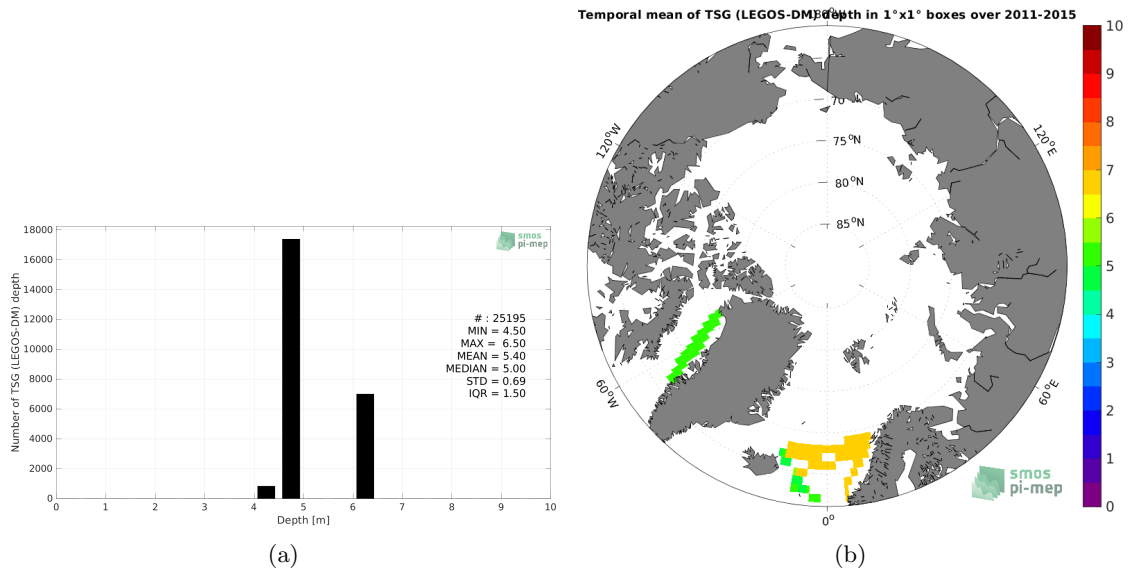 18000
16000
14000
12000
10000
8000
6000
4000
2000
0
Number of TSG (LEGOS-DM) depth
smos
pi-mep
# : 25195
MIN = 4.50
MAX = 6.50
MEAN = 5.40
MEDIAN = 5.00
STD = 0.69
IQR = 1.50
0 1 2 3 4 5 6 7 8 9 10
Depth [m]
(a)
Temporal mean of TSG (LEGOS-DM) depth in 1°x1° boxes over 2011-2015
180°W
70
75°N
80°N
85°N
120°W
120°E
60°W
60°E
0°
smos
pi-mep
10
9
8
7
6
5
4
3
2
1
0
(b)